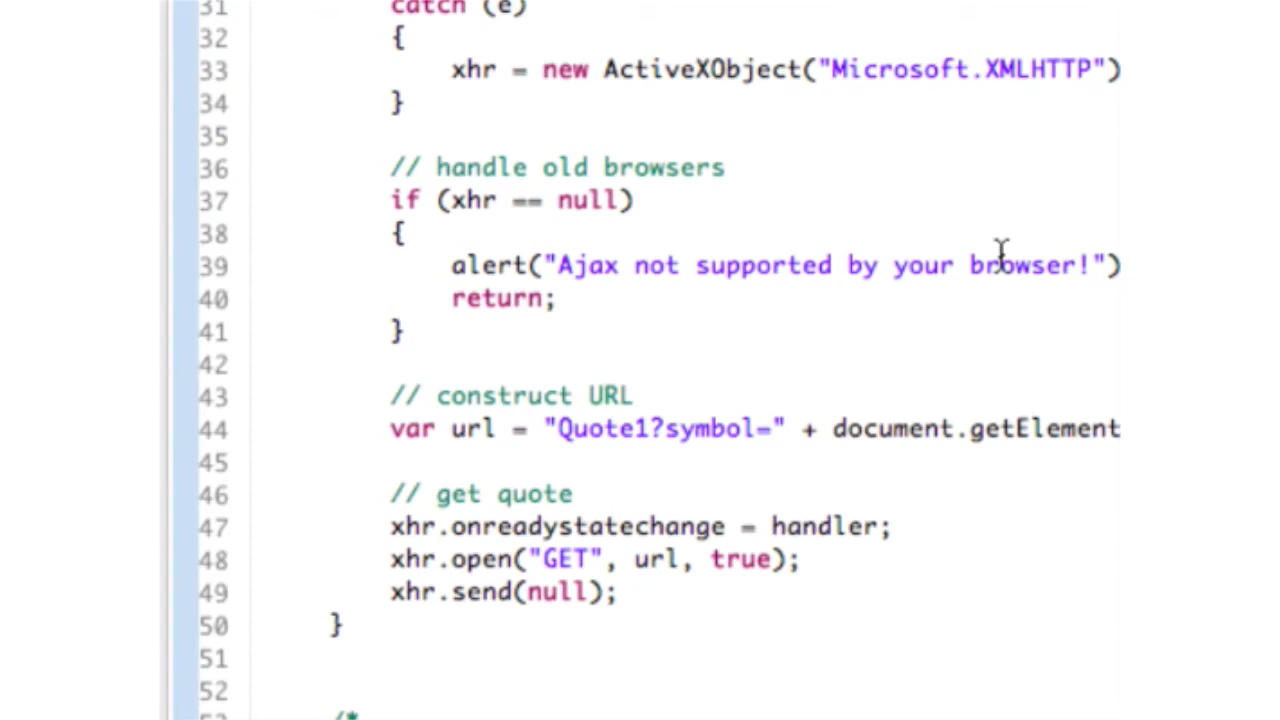 31 catch (e)
32 {
33 xhr = new ActiveXObject("Microsoft.XMLHTTP")
34 }
35
36 // handle old browsers
37 if (xhr == null)
38 {
39 alert("Ajax not supported by your browser!")
40 return;
41 }
42
43 // construct URL
44 var url = "Quote1?symbol=" + document.getElement
45
46 // get quote
47 xhr.onreadystatechange = handler;
48 xhr.open("GET", url, true);
49 xhr.send(null);
50 }
51
52
53 /*